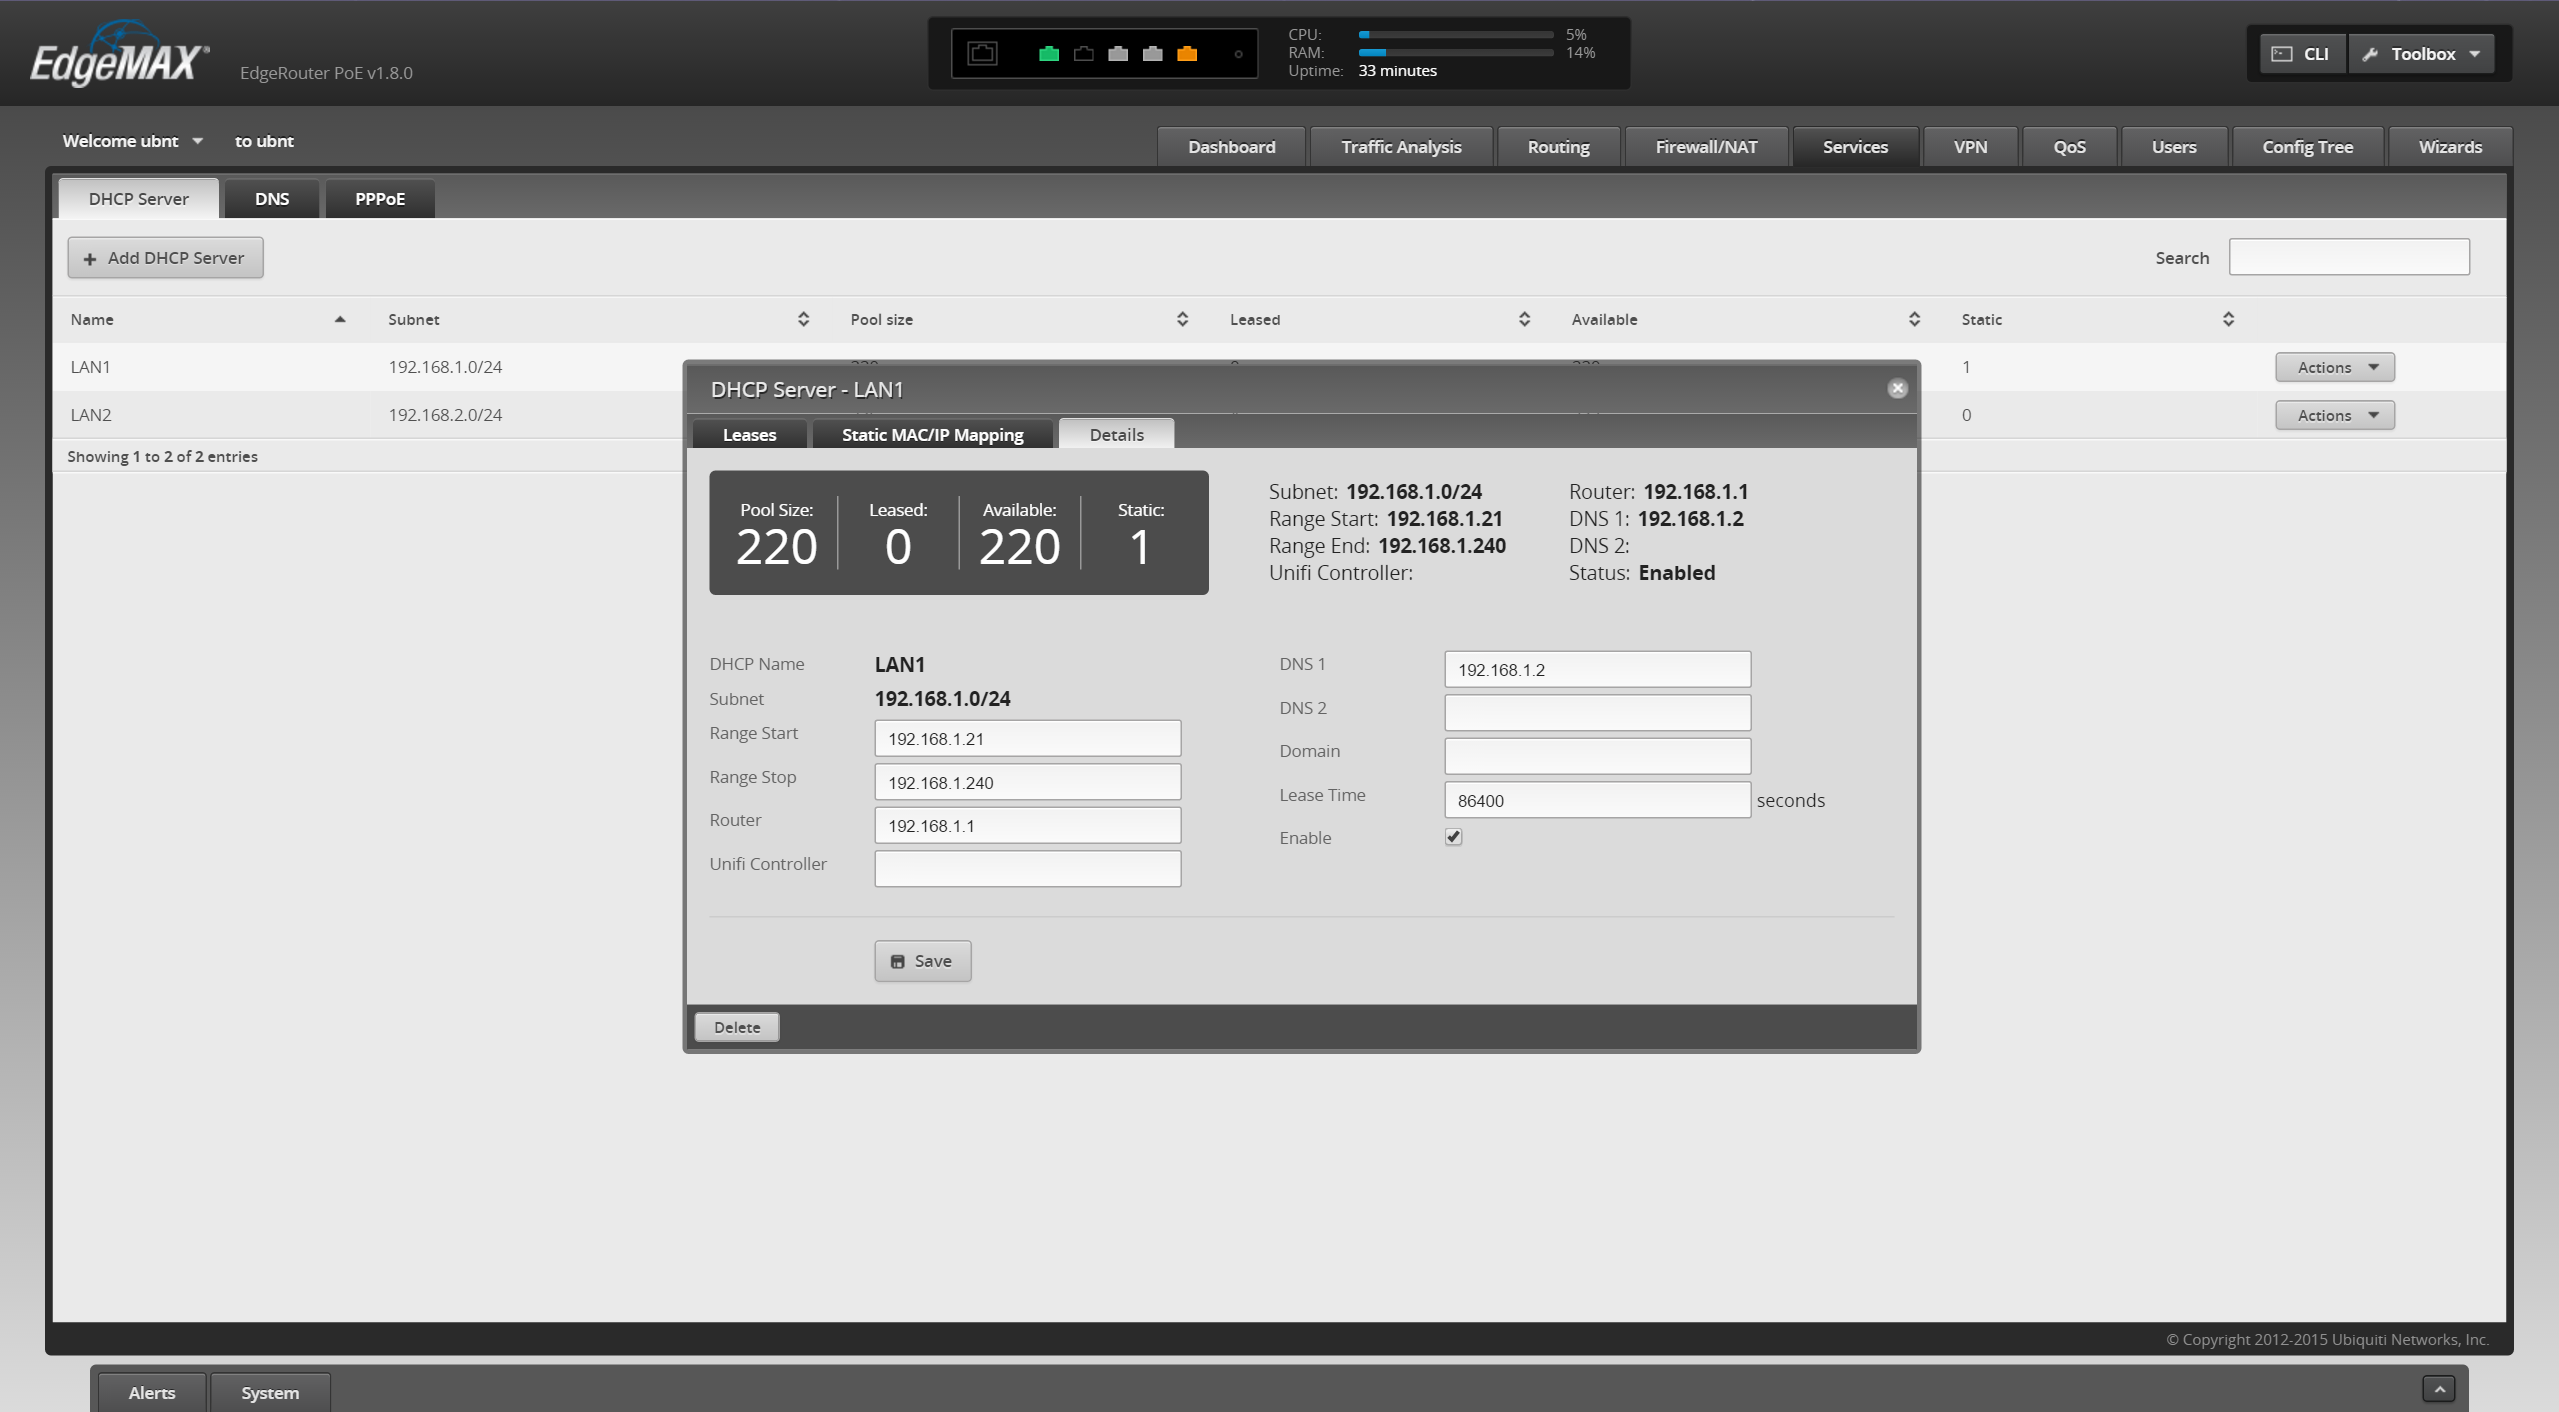 EdgeMAX®
EdgeRouter PoE v1.8.0
CPU: 5%
RAM: 14%
Uptime: 33 minutes
CLI
Toolbox
Welcome ubnt
to ubnt
Dashboard
Traffic Analysis
Routing
Firewall/NAT
Services
VPN
QoS
Users
Config Tree
Wizards
DHCP Server
DNS
PPPoE
+ Add DHCP Server
Search
Name Subnet Pool size Leased Available Static
LAN1 192.168.1.0/24 1 Actions
LAN2 192.168.2.0/24 0 Actions
Showing 1 to 2 of 2 entries
DHCP Server - LAN1
Leases
Static MAC/IP Mapping
Details
Pool Size: Leased: Available: Static:
220 0 220 1
Subnet: 192.168.1.0/24
Range Start: 192.168.1.21
Range End: 192.168.1.240
Unifi Controller:
Router: 192.168.1.1
DNS 1: 192.168.1.2
DNS 2:
Status: Enabled
DHCP Name LAN1
Subnet 192.168.1.0/24
Range Start 192.168.1.21
Range Stop 192.168.1.240
Router 192.168.1.1
Unifi Controller
DNS 1 192.168.1.2
DNS 2
Domain
Lease Time 86400 seconds
Enable
Save
Delete
© Copyright 2012-2015 Ubiquiti Networks, Inc.
Alerts
System